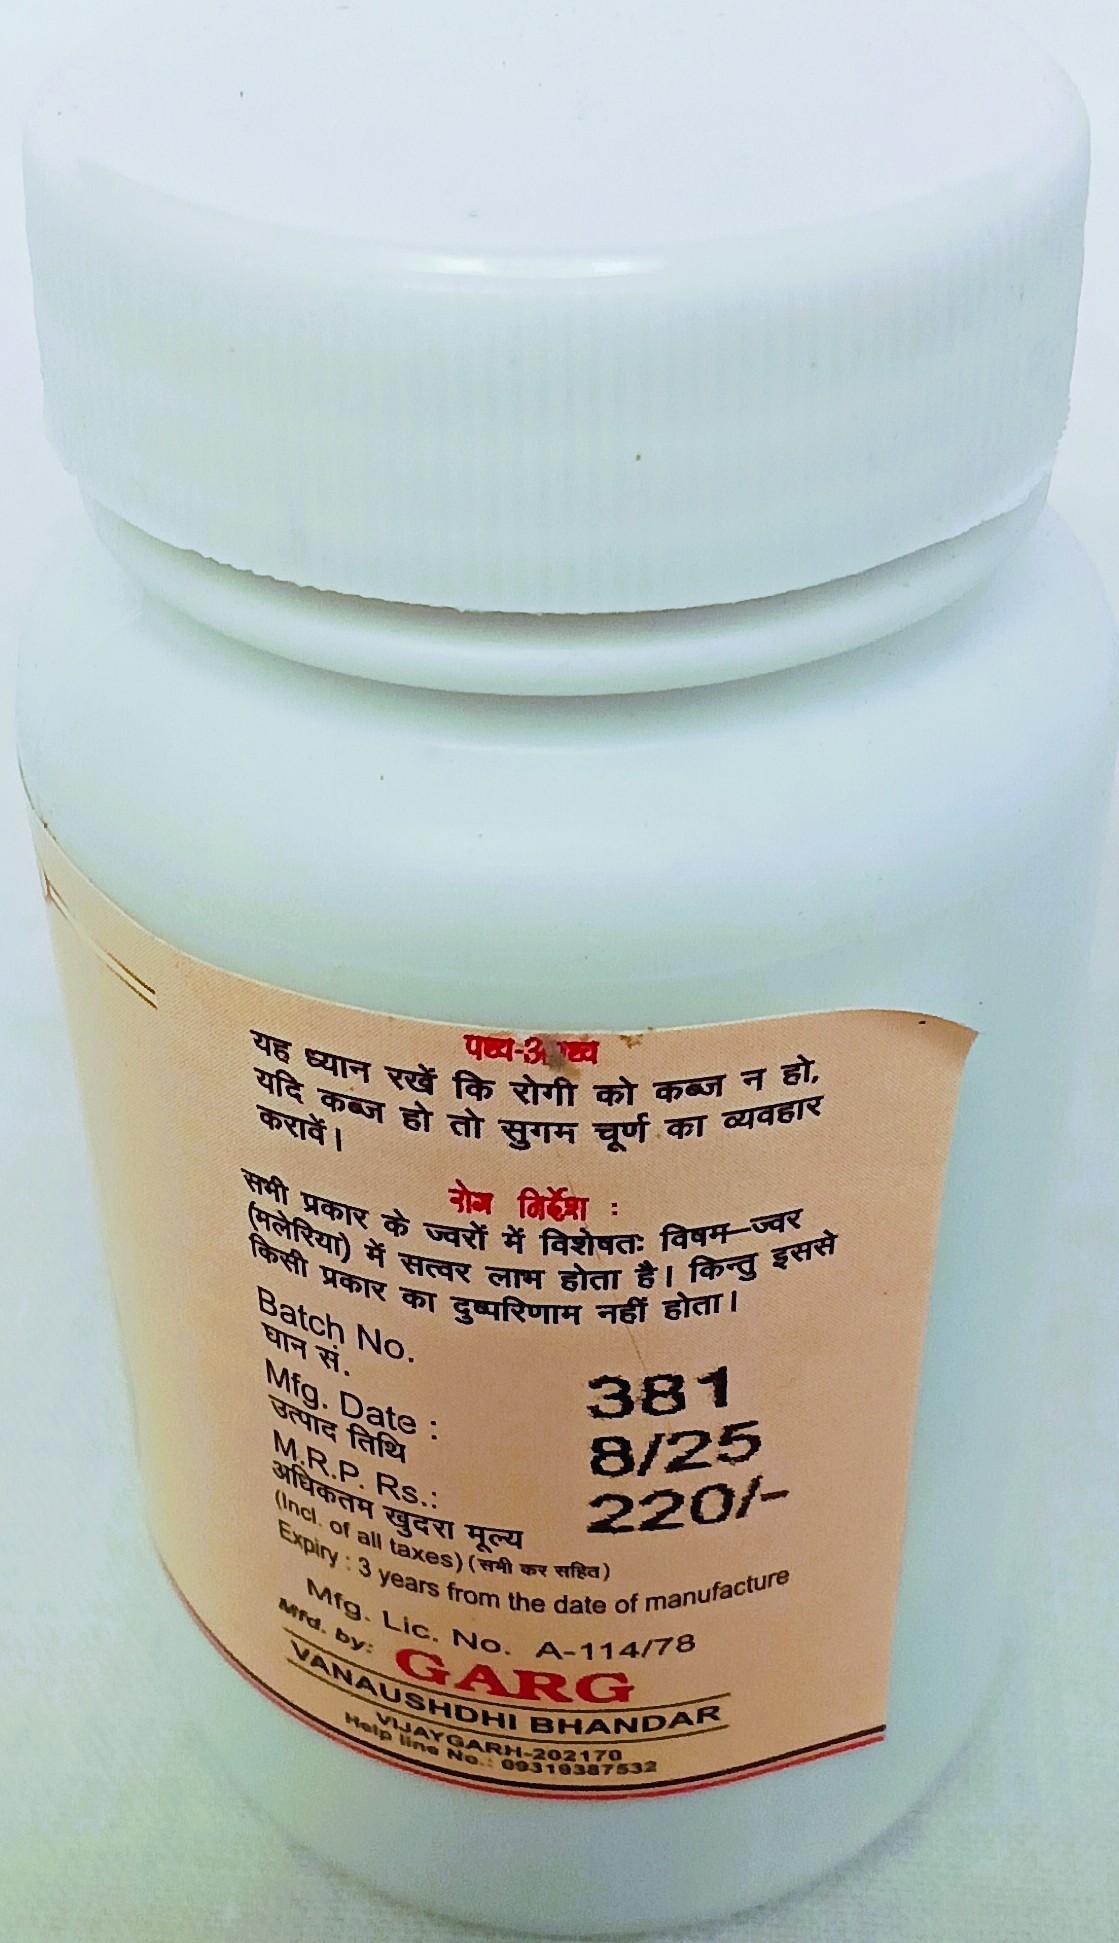 पथ्य-अपथ्य
यह ध्यान रखें कि रोगी को कब्ज न हो,
यदि कब्ज हो तो सुगम चूर्ण का व्यवहार
करावें।
रोग निर्देश :
सभी प्रकार के ज्वरों में विशेषतः विषम–ज्वर
(मलेरिया) में सत्वर लाभ होता है। किन्तु इससे
किसी प्रकार का दुष्परिणाम नहीं होता।
Batch No.
घान सं. 381
Mfg. Date :
उत्पाद तिथि 8/25
M.R.P. Rs.:
अधिकतम खुदरा मूल्य 220/-
(Incl. of all taxes) (सभी कर सहित)
Expiry : 3 years from the date of manufacture
Mfg. Lic. No. A-114/78
Mfd. by: GARG
VANAUSHDHI BHANDAR
VIJAYGARH-202170
Help line No.: 09319387532